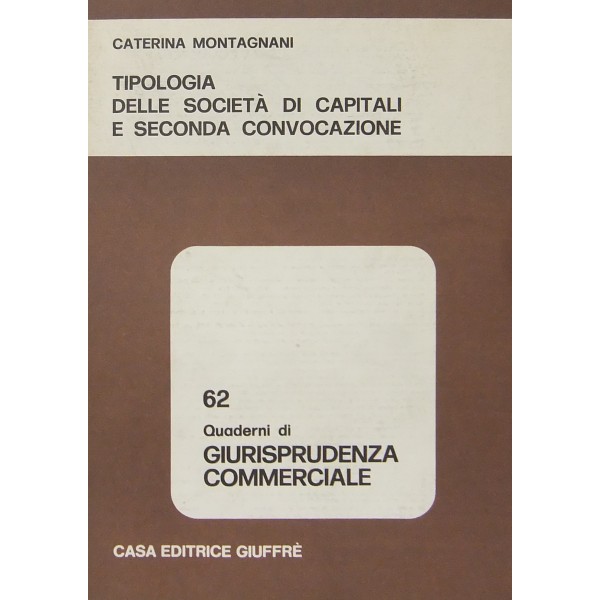 CATERINA MONTAGNANI
TIPOLOGIA
DELLE SOCIETÀ DI CAPITALI
E SECONDA CONVOCAZIONE
62
Quaderni di
GIURISPRUDENZA
COMMERCIALE
CASA EDITRICE GIUFFRÈ